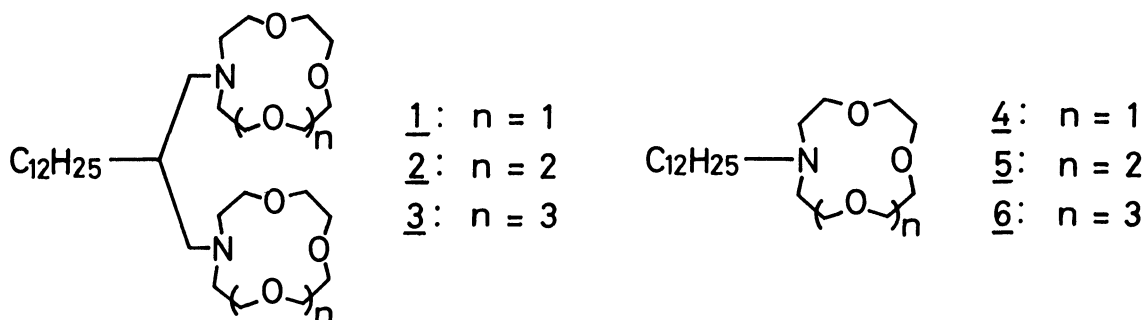 O
N O
( O ) n
C₁₂H₂₅
O
N O
( O ) n
1: n = 1
2: n = 2
3: n = 3
C₁₂H₂₅ N
O
O
( O ) n
4: n = 1
5: n = 2
6: n = 3